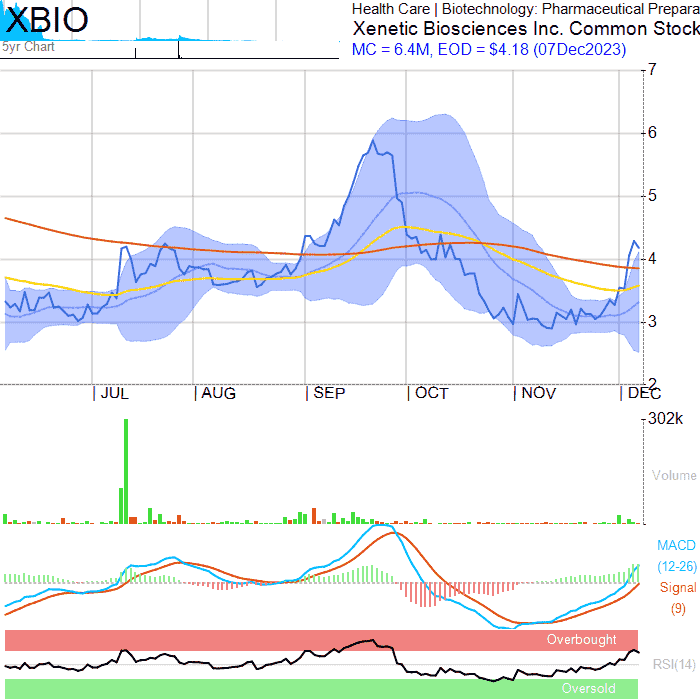 XBIO
5yr Chart
Health Care | Biotechnology: Pharmaceutical Prepara
Xenetic Biosciences Inc. Common Stock
MC = 6.4M, EOD = $4.18 (07Dec2023)
7
6
5
4
3
2
JUL
AUG
SEP
OCT
NOV
DEC
302k
Volume
MACD
(12-26)
Signal
(9)
Overbought
RSI(14)
Oversold